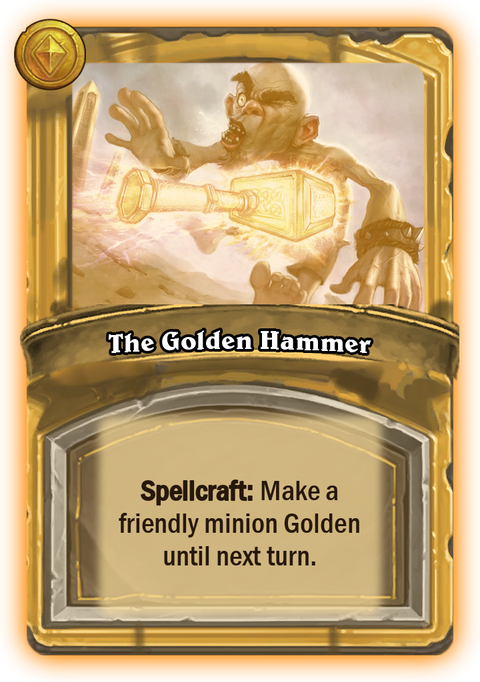 The Golden Hammer
Spellcraft: Make a
friendly minion Golden
until next turn.